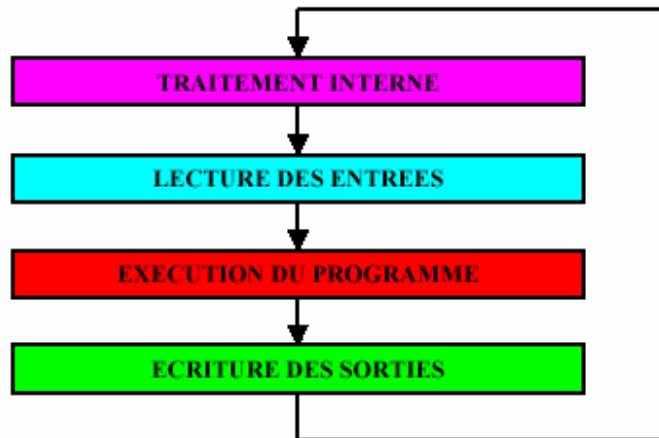 TRAITEMENT INTERNE
LECTURE DES ENTREES
EXECUTION DU PROGRAMME
ECRITURE DES SORTIES